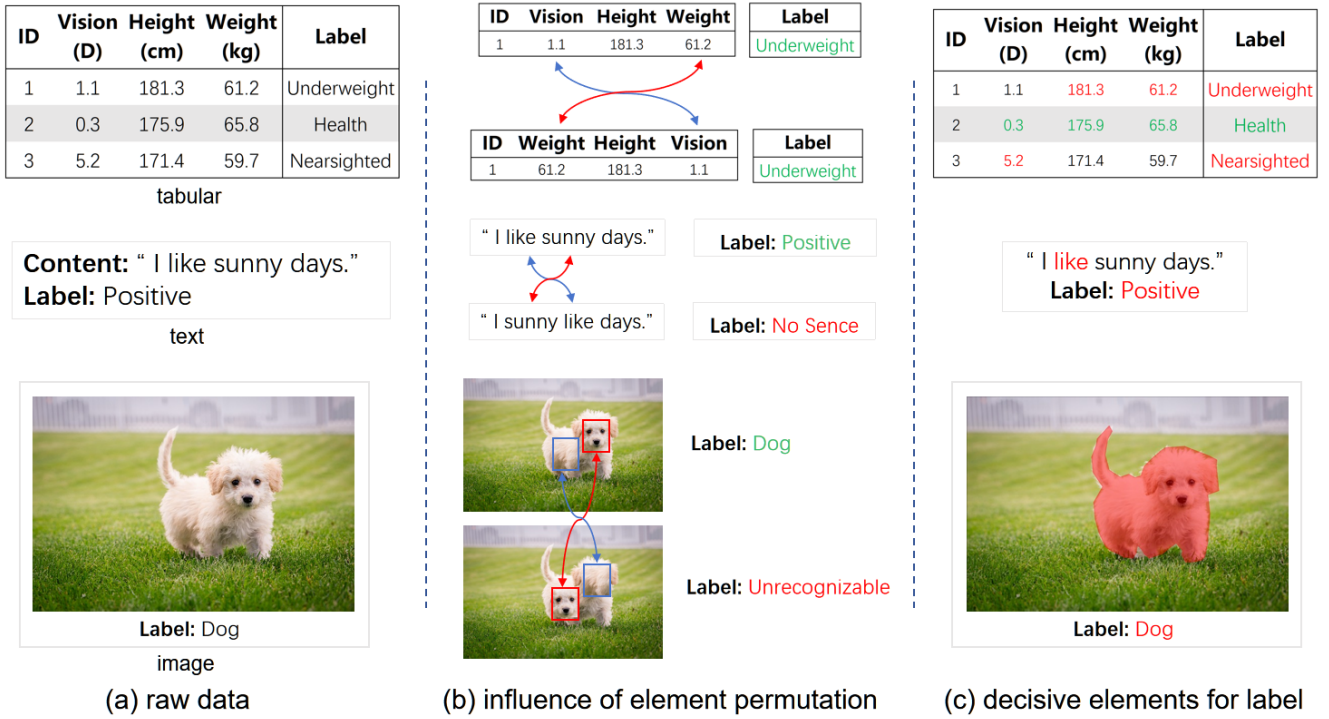 ID Vision (D) Height (cm) Weight (kg) Label
1 1.1 181.3 61.2 Underweight
2 0.3 175.9 65.8 Health
3 5.2 171.4 59.7 Nearsighted
tabular
Content: “ I like sunny days.”
Label: Positive
text
Label: Dog
image
(a) raw data
ID Vision Height Weight Label
1 1.1 181.3 61.2 Underweight
ID Weight Height Vision Label
1 61.2 181.3 1.1 Underweight
“ I like sunny days.” Label: Positive
“ I sunny like days.” Label: No Sence
Label: Dog
Label: Unrecognizable
(b) influence of element permutation
ID Vision (D) Height (cm) Weight (kg) Label
1 1.1 181.3 61.2 Underweight
2 0.3 175.9 65.8 Health
3 5.2 171.4 59.7 Nearsighted
“ I like sunny days.”
Label: Positive
Label: Dog
(c) decisive elements for label